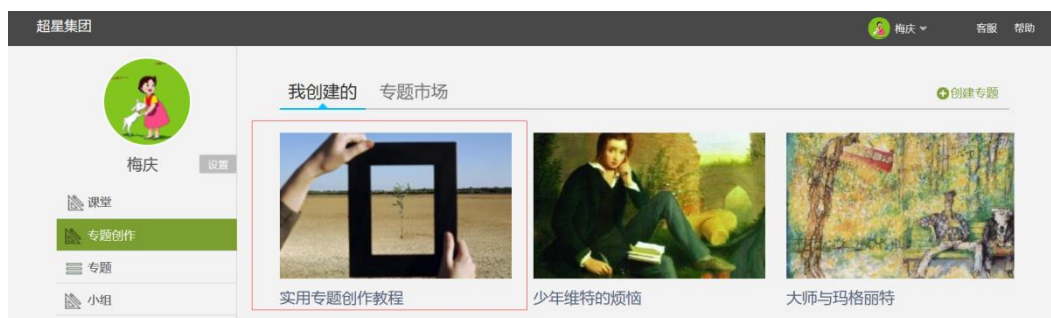 超星集团
梅庆
客服 帮助
梅庆
设置
课堂
专题创作
专题
小组
我创建的 专题市场
创建专题
实用专题创作教程
少年维特的烦恼
大师与玛格丽特